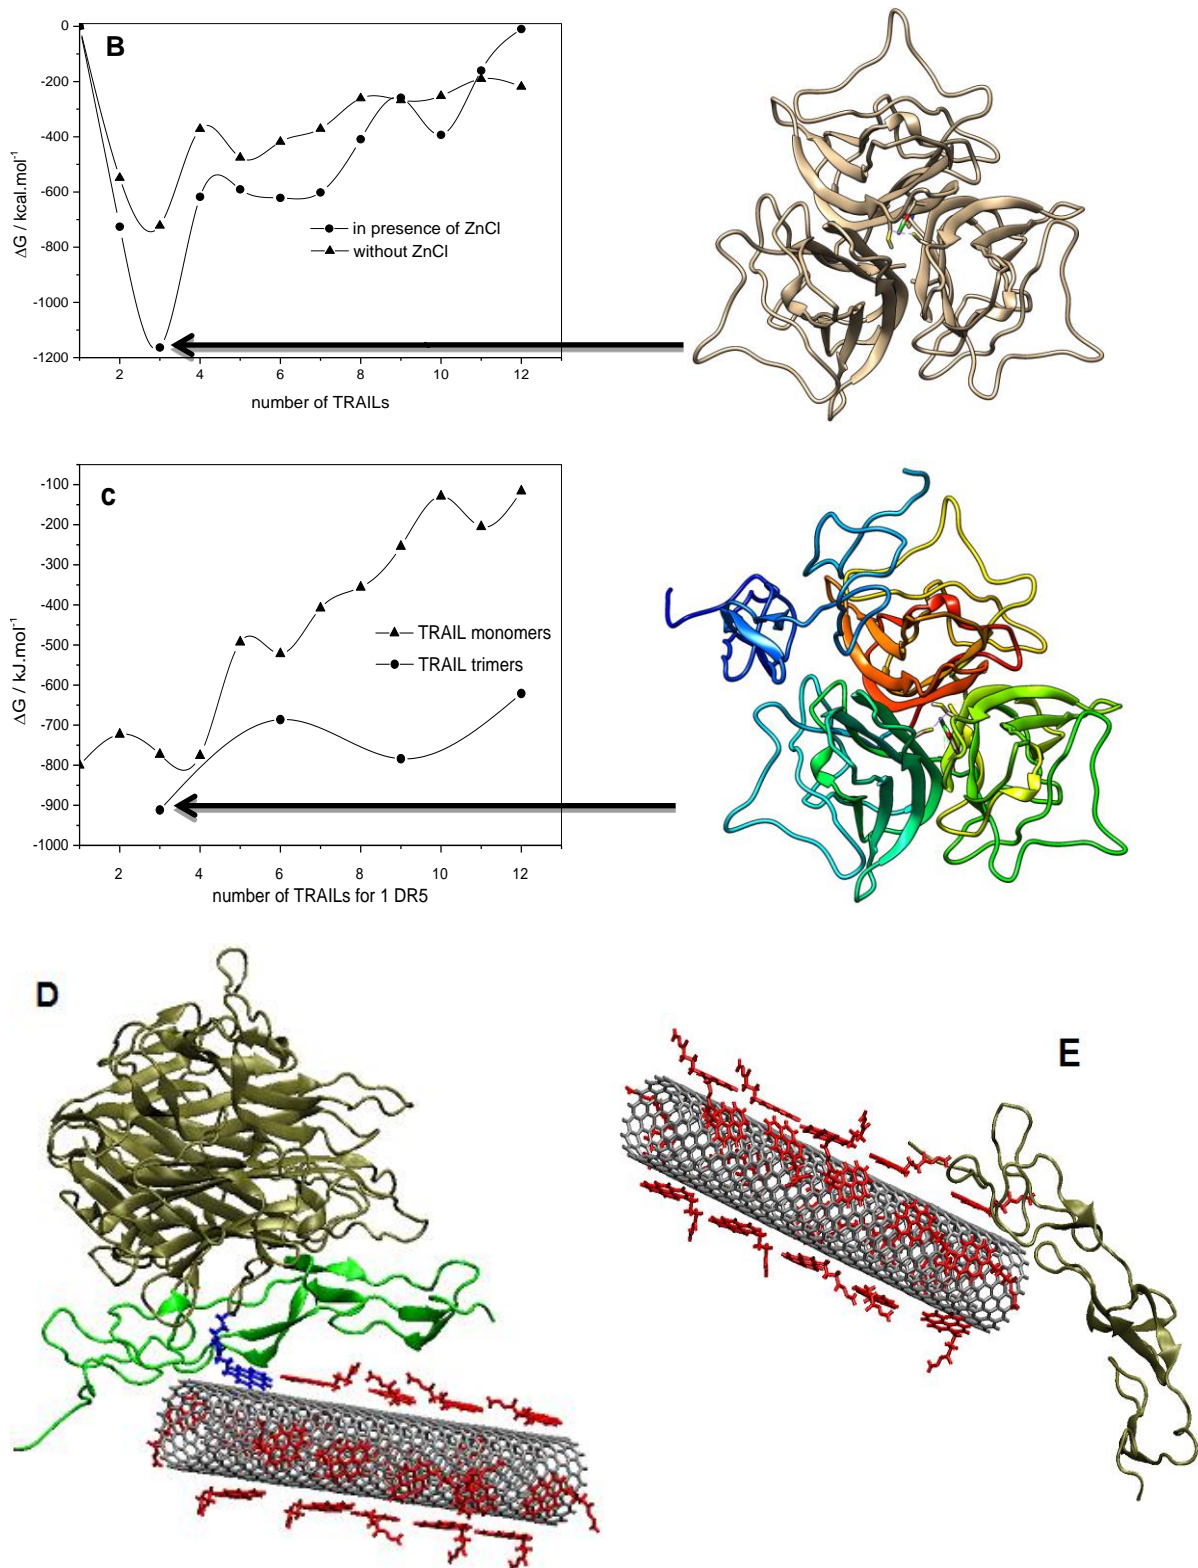 B
0
-200
-400
-600
-800
-1000
-1200
ΔG / kcal.mol-1
in presence of ZnCl
without ZnCl
2 4 6 8 10 12
number of TRAILs
c
-100
-200
-300
-400
-500
-600
-700
-800
-900
-1000
ΔG / kJ.mol-1
TRAIL monomers
TRAIL trimers
2 4 6 8 10 12
number of TRAILs for 1 DR5
D
E